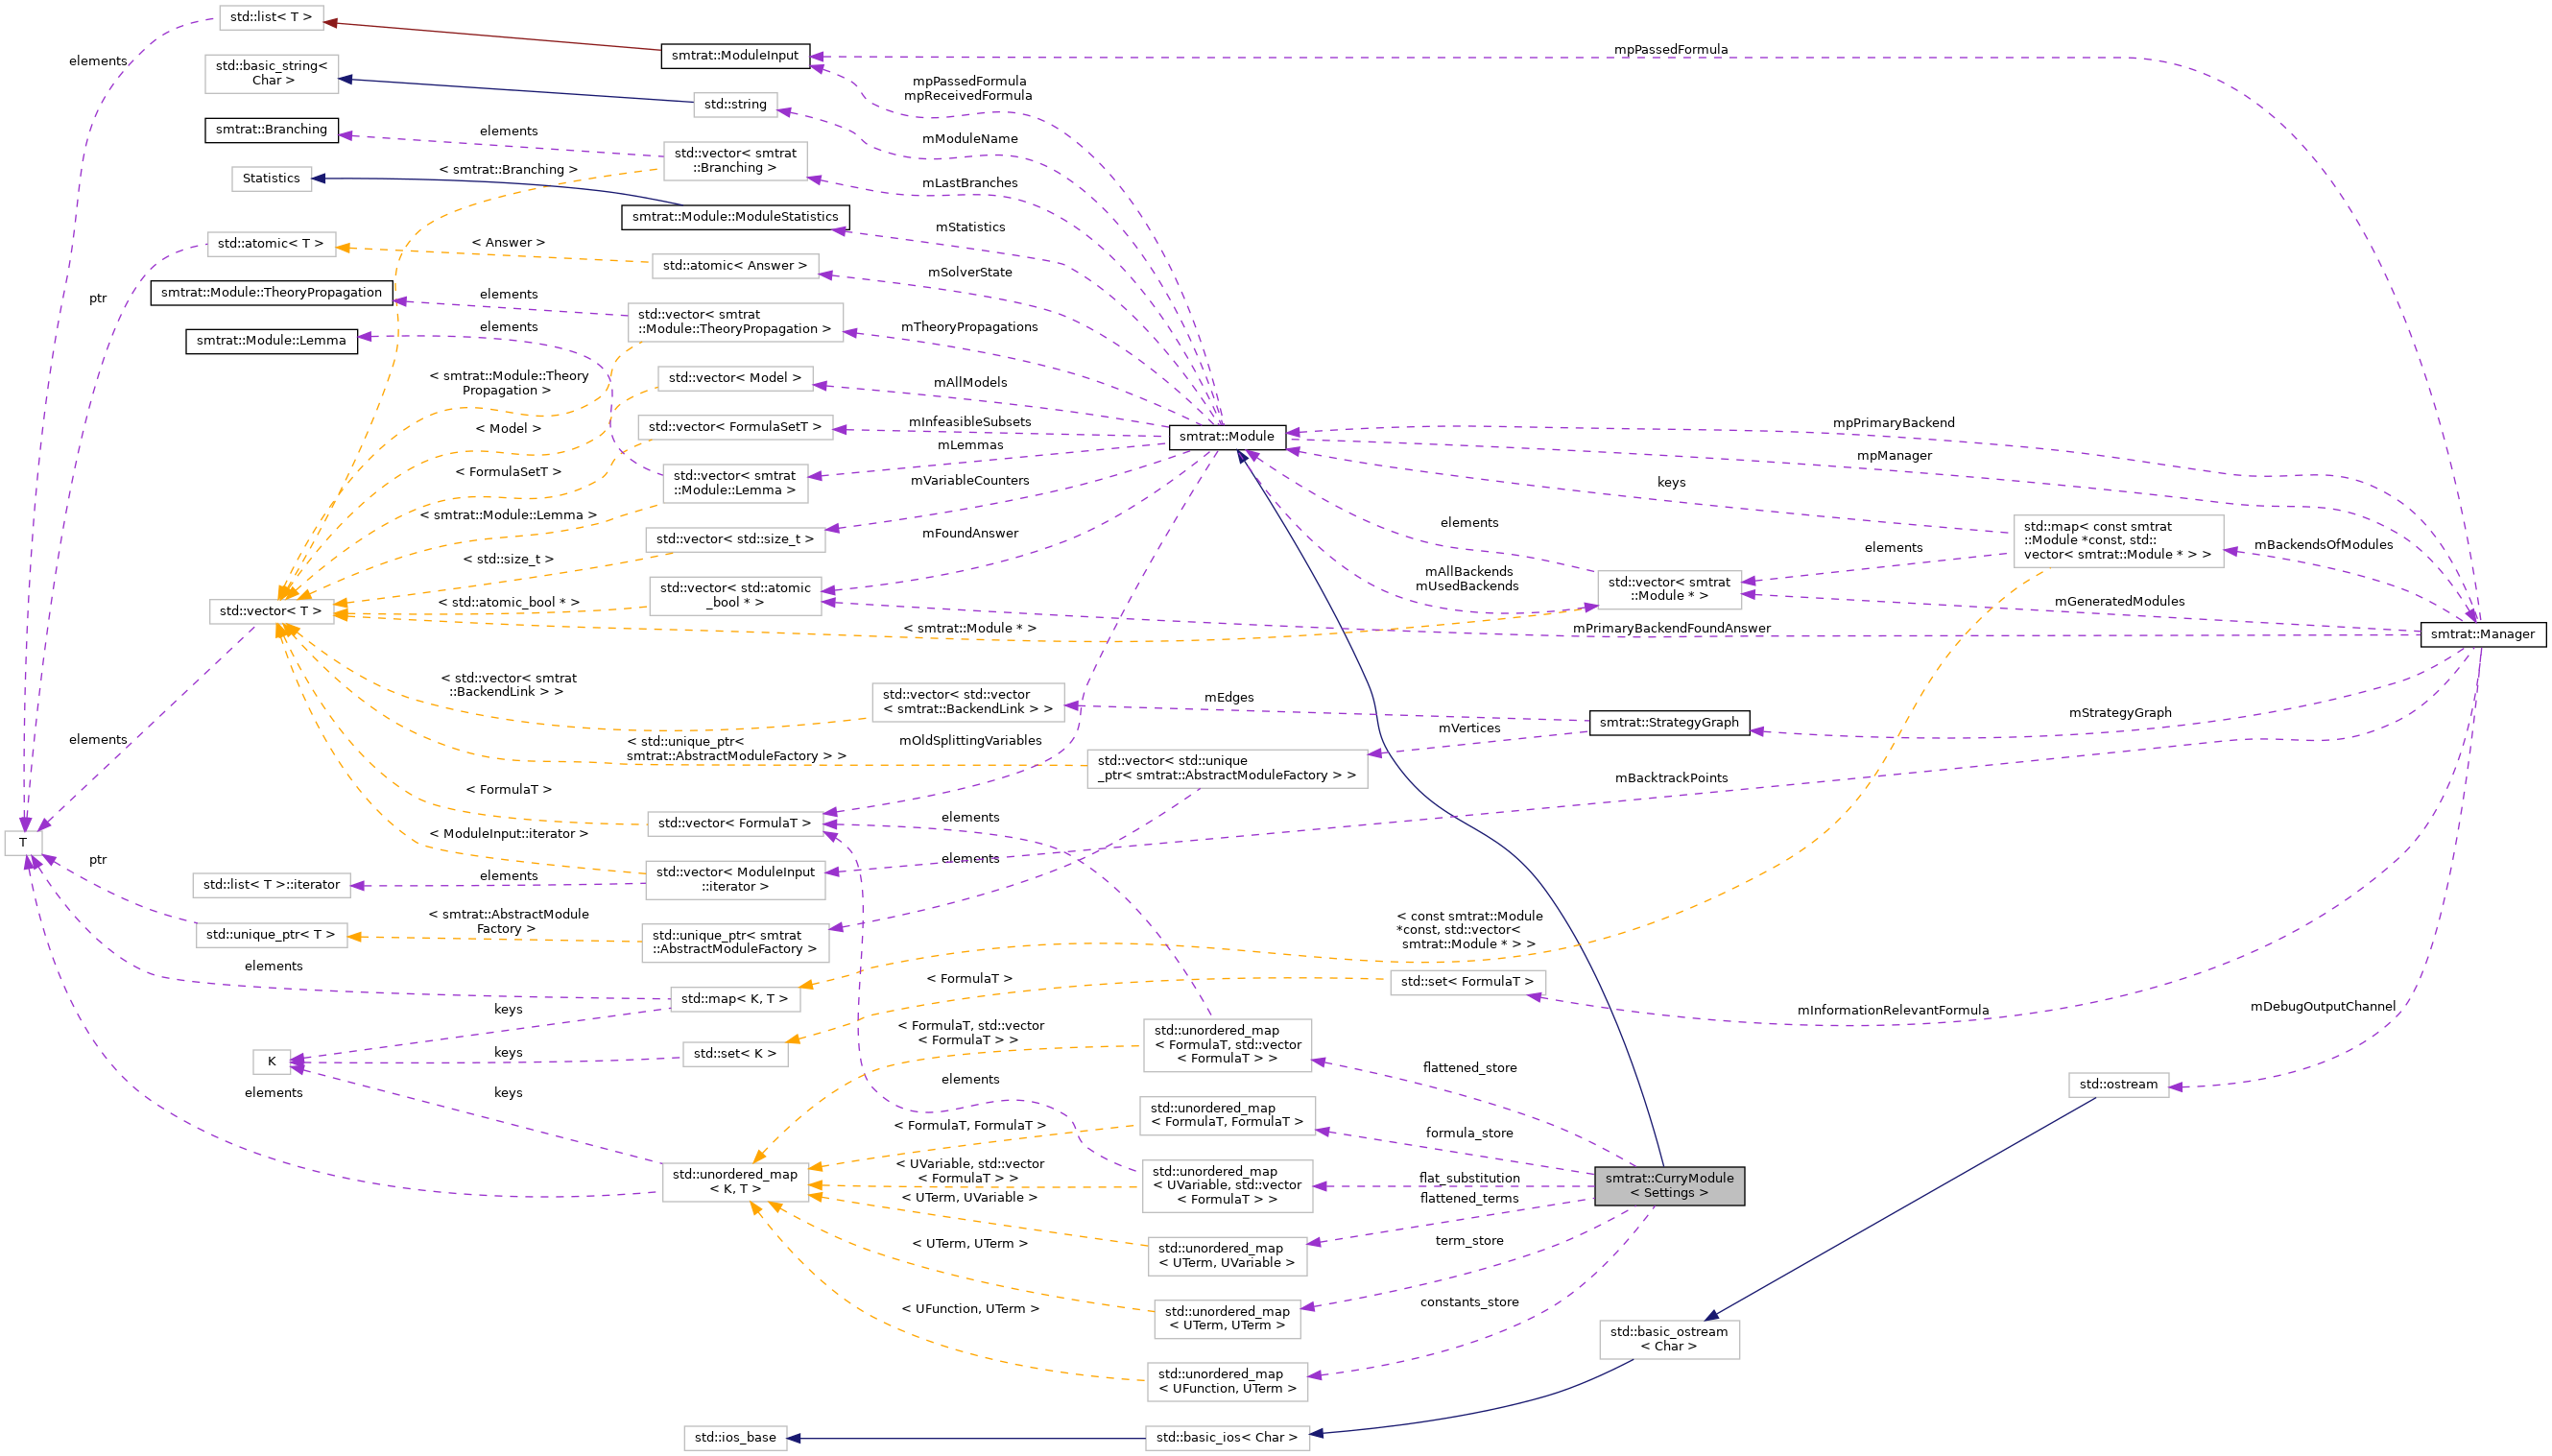 std::list< T >
elements
smtrat::ModuleInput
mpPassedFormula
std::basic_string<
Char >
mpPassedFormula
mpReceivedFormula
std::string
smtrat::Branching
elements
mModuleName
std::vector< smtrat
::Branching >
Statistics
< smtrat::Branching >
mLastBranches
smtrat::Module::ModuleStatistics
mStatistics
std::atomic< T >
< Answer >
std::atomic< Answer >
mSolverState
smtrat::Module::TheoryPropagation
ptr
elements
std::vector< smtrat
::Module::TheoryPropagation >
mTheoryPropagations
smtrat::Module::Lemma
elements
< smtrat::Module::Theory
Propagation >
std::vector< Model >
mAllModels
< Model >
std::vector< FormulaSetT >
mInfeasibleSubsets
smtrat::Module
mpPrimaryBackend
mLemmas
mpManager
< FormulaSetT >
std::vector< smtrat
::Module::Lemma >
mVariableCounters
keys
< smtrat::Module::Lemma >
std::vector< std::size_t >
mFoundAnswer
elements
std::map< const smtrat
::Module *const, std::
vector< smtrat::Module * > >
elements
mBackendsOfModules
< std::size_t >
mAllBackends
mUsedBackends
std::vector< smtrat
::Module * >
std::vector< std::atomic
_bool * >
< std::atomic_bool * >
mGeneratedModules
std::vector< T >
< smtrat::Module * >
mPrimaryBackendFoundAnswer
smtrat::Manager
< std::vector< smtrat
::BackendLink > >
std::vector< std::vector
< smtrat::BackendLink > >
mEdges
smtrat::StrategyGraph
mStrategyGraph
elements
< std::unique_ptr<
smtrat::AbstractModuleFactory > >
mOldSplittingVariables
mVertices
std::vector< std::unique
_ptr< smtrat::AbstractModuleFactory > >
mBacktrackPoints
< FormulaT >
std::vector< FormulaT >
elements
T
< ModuleInput::iterator >
ptr
std::list< T >::iterator
elements
std::vector< ModuleInput
::iterator >
elements
std::unique_ptr< T >
< smtrat::AbstractModule
Factory >
std::unique_ptr< smtrat
::AbstractModuleFactory >
< const smtrat::Module
*const, std::vector<
smtrat::Module * > >
elements
std::map< K, T >
< FormulaT >
std::set< FormulaT >
keys
mInformationRelevantFormula
mDebugOutputChannel
< FormulaT, std::vector
< FormulaT > >
std::unordered_map
< FormulaT, std::vector
< FormulaT > >
K
keys
std::set< K >
flattened_store
elements
keys
elements
std::ostream
std::unordered_map
< FormulaT, FormulaT >
< FormulaT, FormulaT >
formula_store
std::unordered_map
< K, T >
< UVariable, std::vector
< FormulaT > >
std::unordered_map
< UVariable, std::vector
< FormulaT > >
flat_substitution
smtrat::CurryModule
< Settings >
< UTerm, UVariable >
flattened_terms
< UTerm, UTerm >
std::unordered_map
< UTerm, UVariable >
term_store
< UFunction, UTerm >
std::unordered_map
< UTerm, UTerm >
constants_store
std::basic_ostream
< Char >
std::unordered_map
< UFunction, UTerm >
std::ios_base
std::basic_ios< Char >